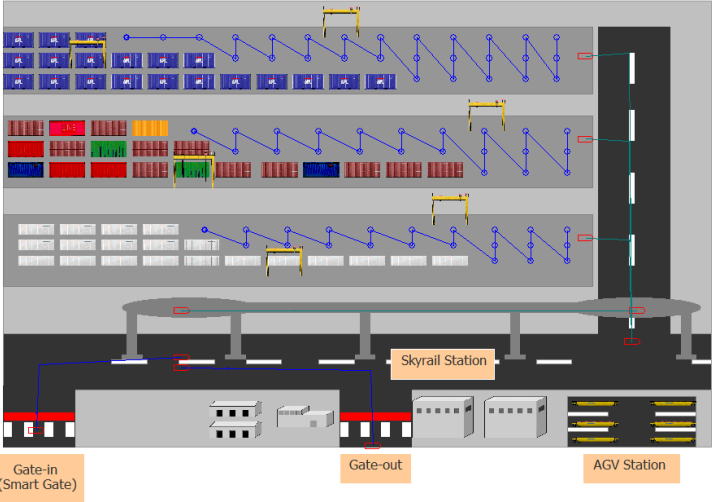 Skyrail Station
Gate-in
(Smart Gate)
Gate-out
AGV Station